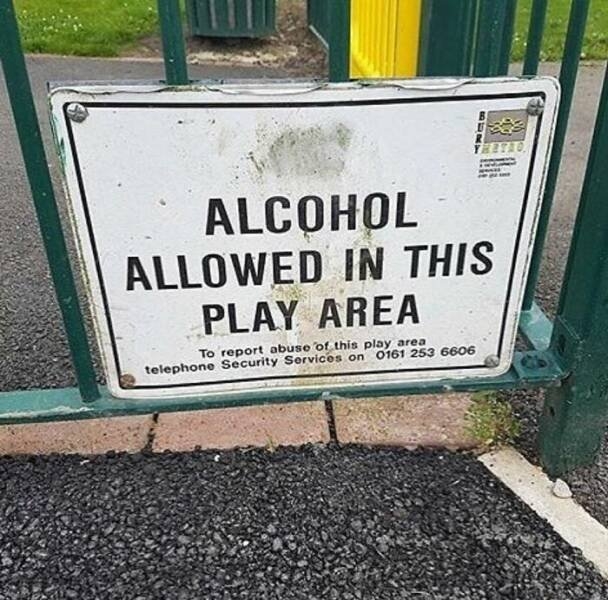 BURY
METRO
ALCOHOL
ALLOWED IN THIS
PLAY AREA
To report abuse of this play area
telephone Security Services on 0161 253 6606